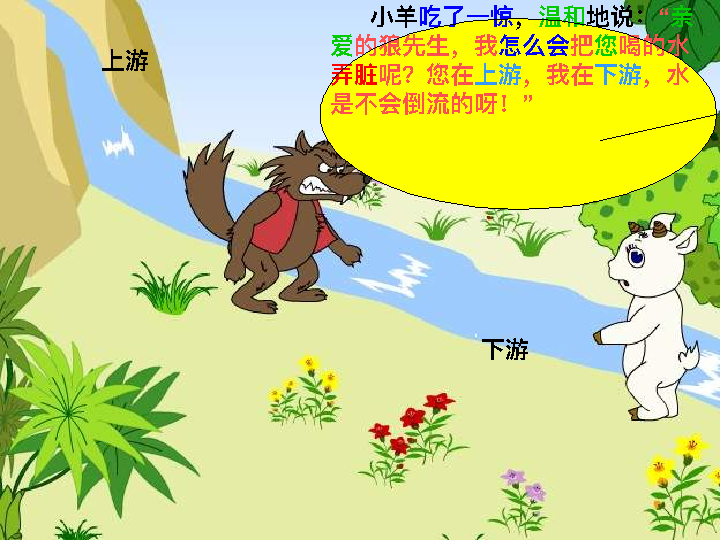 小羊吃了一惊，温和地说：“亲
爱的狼先生，我怎么会把您喝的水
弄脏呢？您在上游，我在下游，水
是不会倒流的呀！”
上游
下游